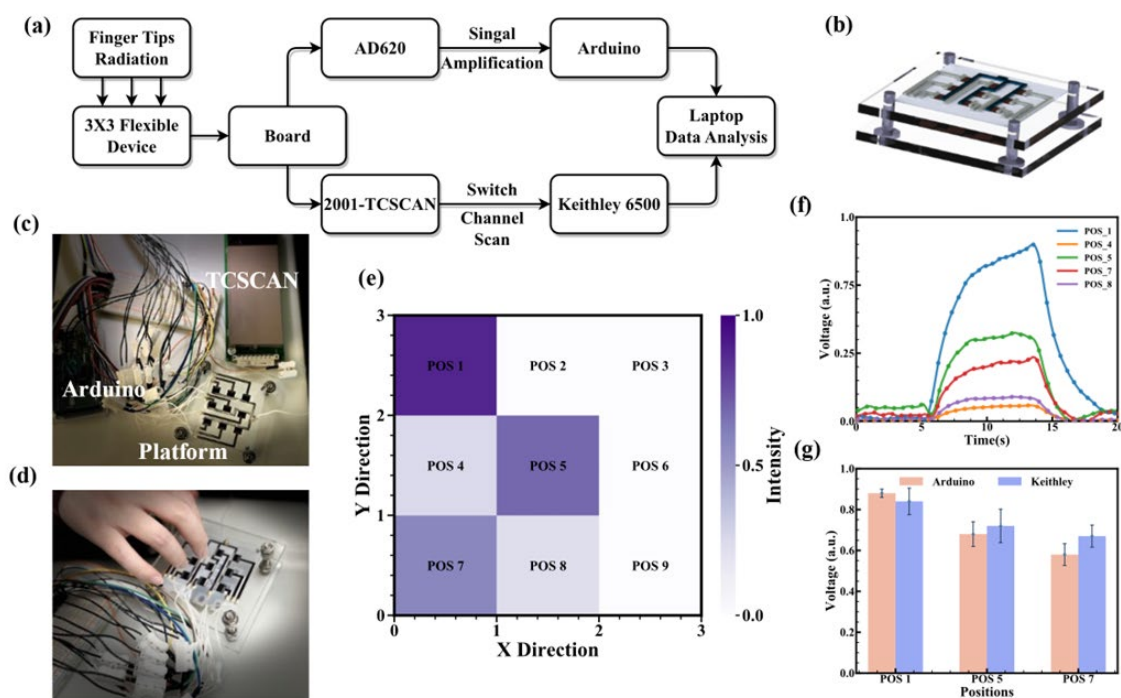 (a)
Finger Tips
Radiation
3X3 Flexible
Device
Board
AD620
Singal
Amplification
Arduino
2001-TCSCAN
Switch
Channel
Scan
Keithley 6500
Laptop
Data Analysis
(b)
(c)
TCSCAN
Arduino
Platform
(d)
(e)
3
2
1
0
Y Direction
POS 1 POS 2 POS 3
POS 4 POS 5 POS 6
POS 7 POS 8 POS 9
0 1 2 3
X Direction
1.0
0.5
0.0
Intensity
(f)
1.0
0.25
0.0
Voltage (a.u.)
POS_1
POS_4
POS_5
POS_7
POS_8
0 5 10 15 20
Time(s)
(g)
1.0
0.8
0.6
0.4
0.2
0.0
Voltage (a.u.)
Arduino Keithley
POS 1 POS 5 POS 7
Positions